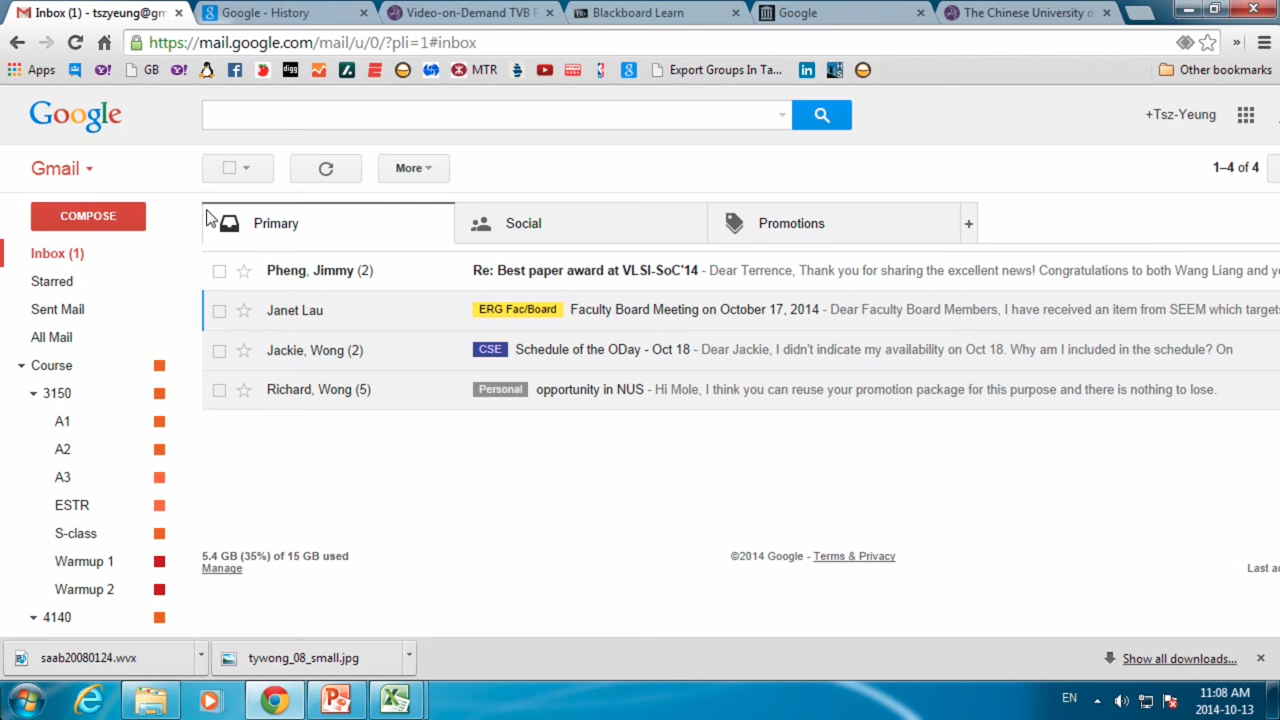 Inbox (1) - tszyeung@gm
Google - History
Video-on-Demand TVB P
Blackboard Learn
Google
The Chinese University o
https://mail.google.com/mail/u/0/?pli=1#inbox
Apps
GB
digg
MTR
Export Groups In Ta...
Other bookmarks
Google
+Tsz-Yeung
Gmail
More
1–4 of 4
COMPOSE
Primary
Social
Promotions
+
Inbox (1)
Starred
Sent Mail
All Mail
Course
3150
A1
A2
A3
ESTR
S-class
Warmup 1
Warmup 2
4140
Pheng, Jimmy (2) Re: Best paper award at VLSI-SoC'14 - Dear Terrence, Thank you for sharing the excellent news! Congratulations to both Wang Liang and yo
Janet Lau ERG Fac/Board Faculty Board Meeting on October 17, 2014 - Dear Faculty Board Members, I have received an item from SEEM which targets
Jackie, Wong (2) CSE Schedule of the ODay - Oct 18 - Dear Jackie, I didn't indicate my availability on Oct 18. Why am I included in the schedule? On
Richard, Wong (5) Personal opportunity in NUS - Hi Mole, I think you can reuse your promotion package for this purpose and there is nothing to lose.
5.4 GB (35%) of 15 GB used
Manage
©2014 Google - Terms & Privacy
Last ac
saab20080124.wvx
tywong_08_small.jpg
Show all downloads...
EN
11:08 AM
2014-10-13